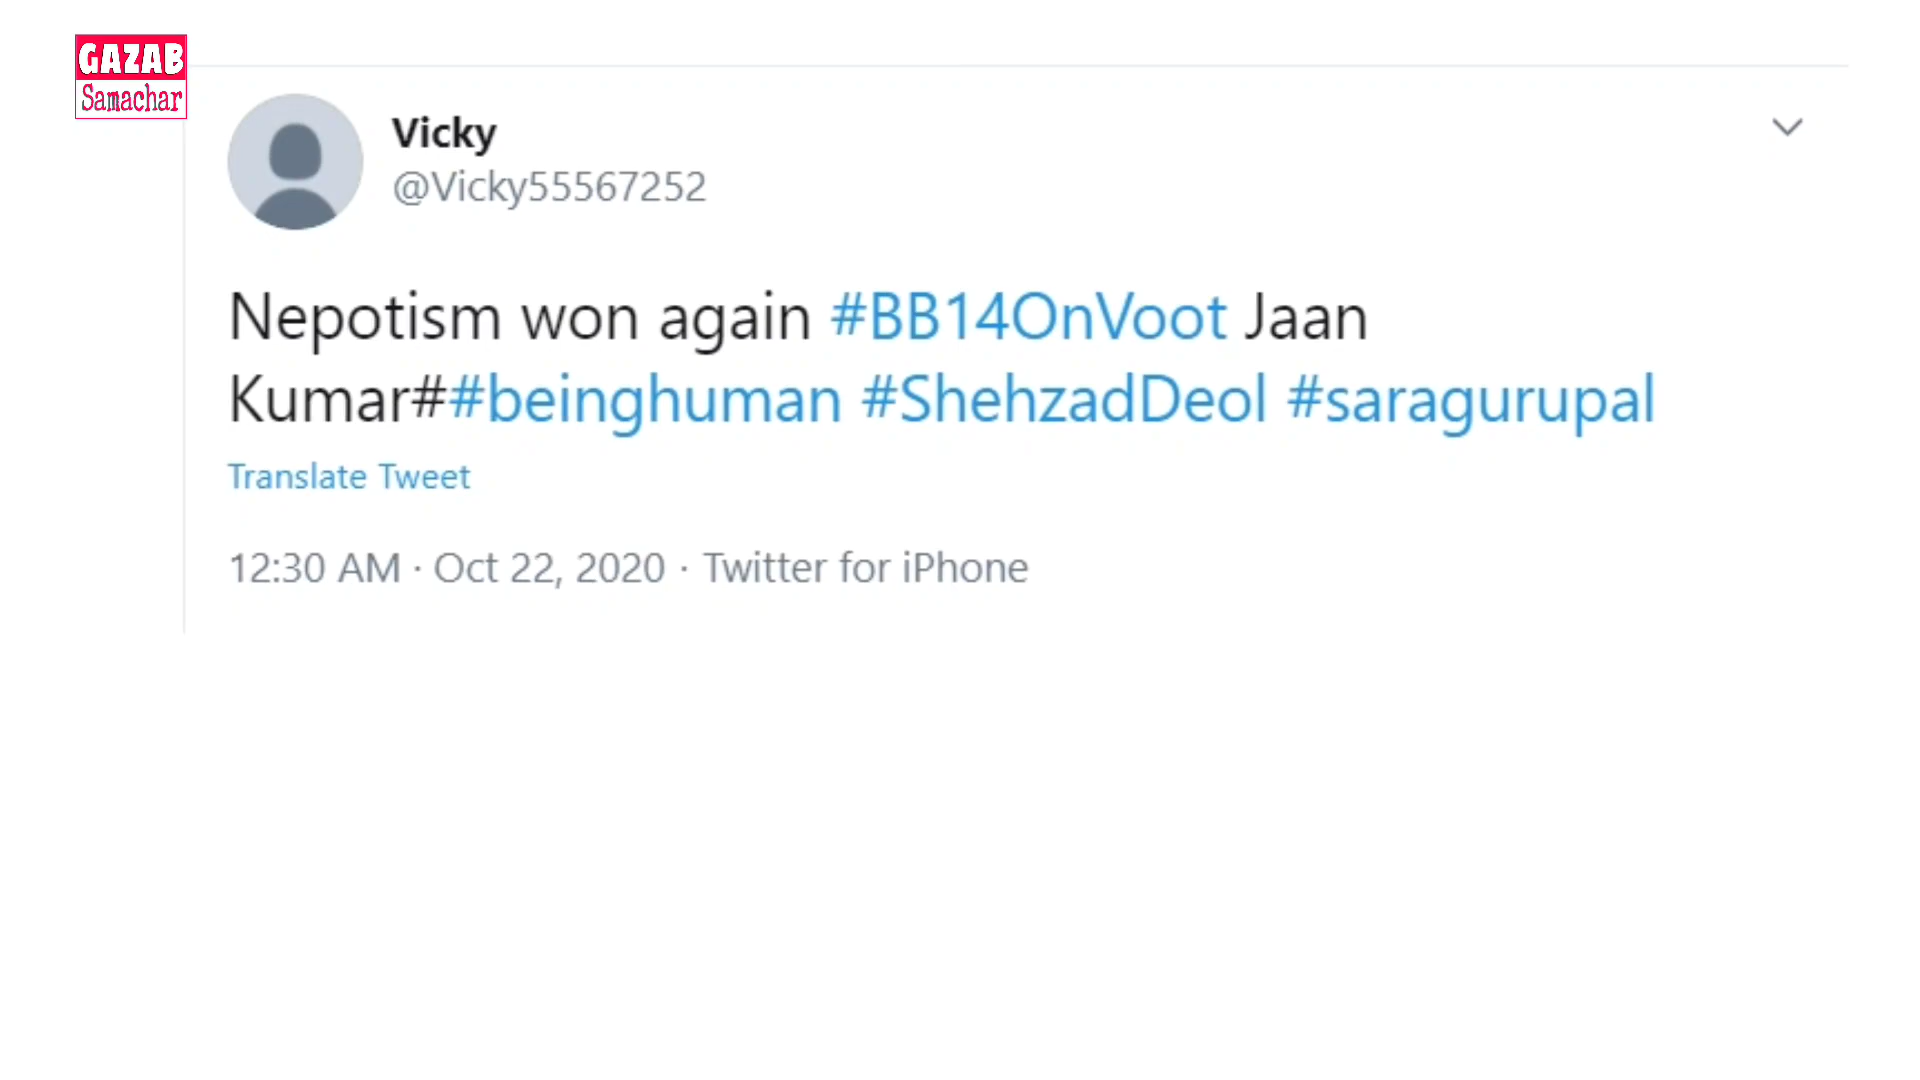 GAZAB
Samachar
Vicky
@Vicky55567252
Nepotism won again #BB14OnVoot Jaan
Kumar##beinghuman #ShehzadDeol #saragurupal
Translate Tweet
12:30 AM · Oct 22, 2020 · Twitter for iPhone